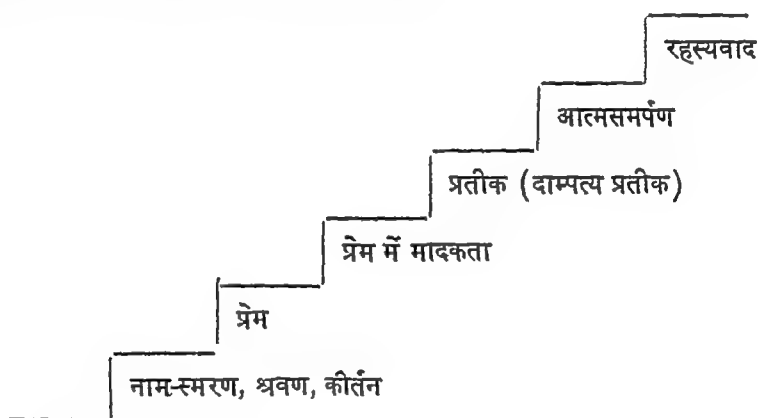 रहस्यवाद
आत्मसमर्पण
प्रतीक (दाम्पत्य प्रतीक)
प्रेम में मादकता
प्रेम
नाम-स्मरण, श्रवण, कीर्तन